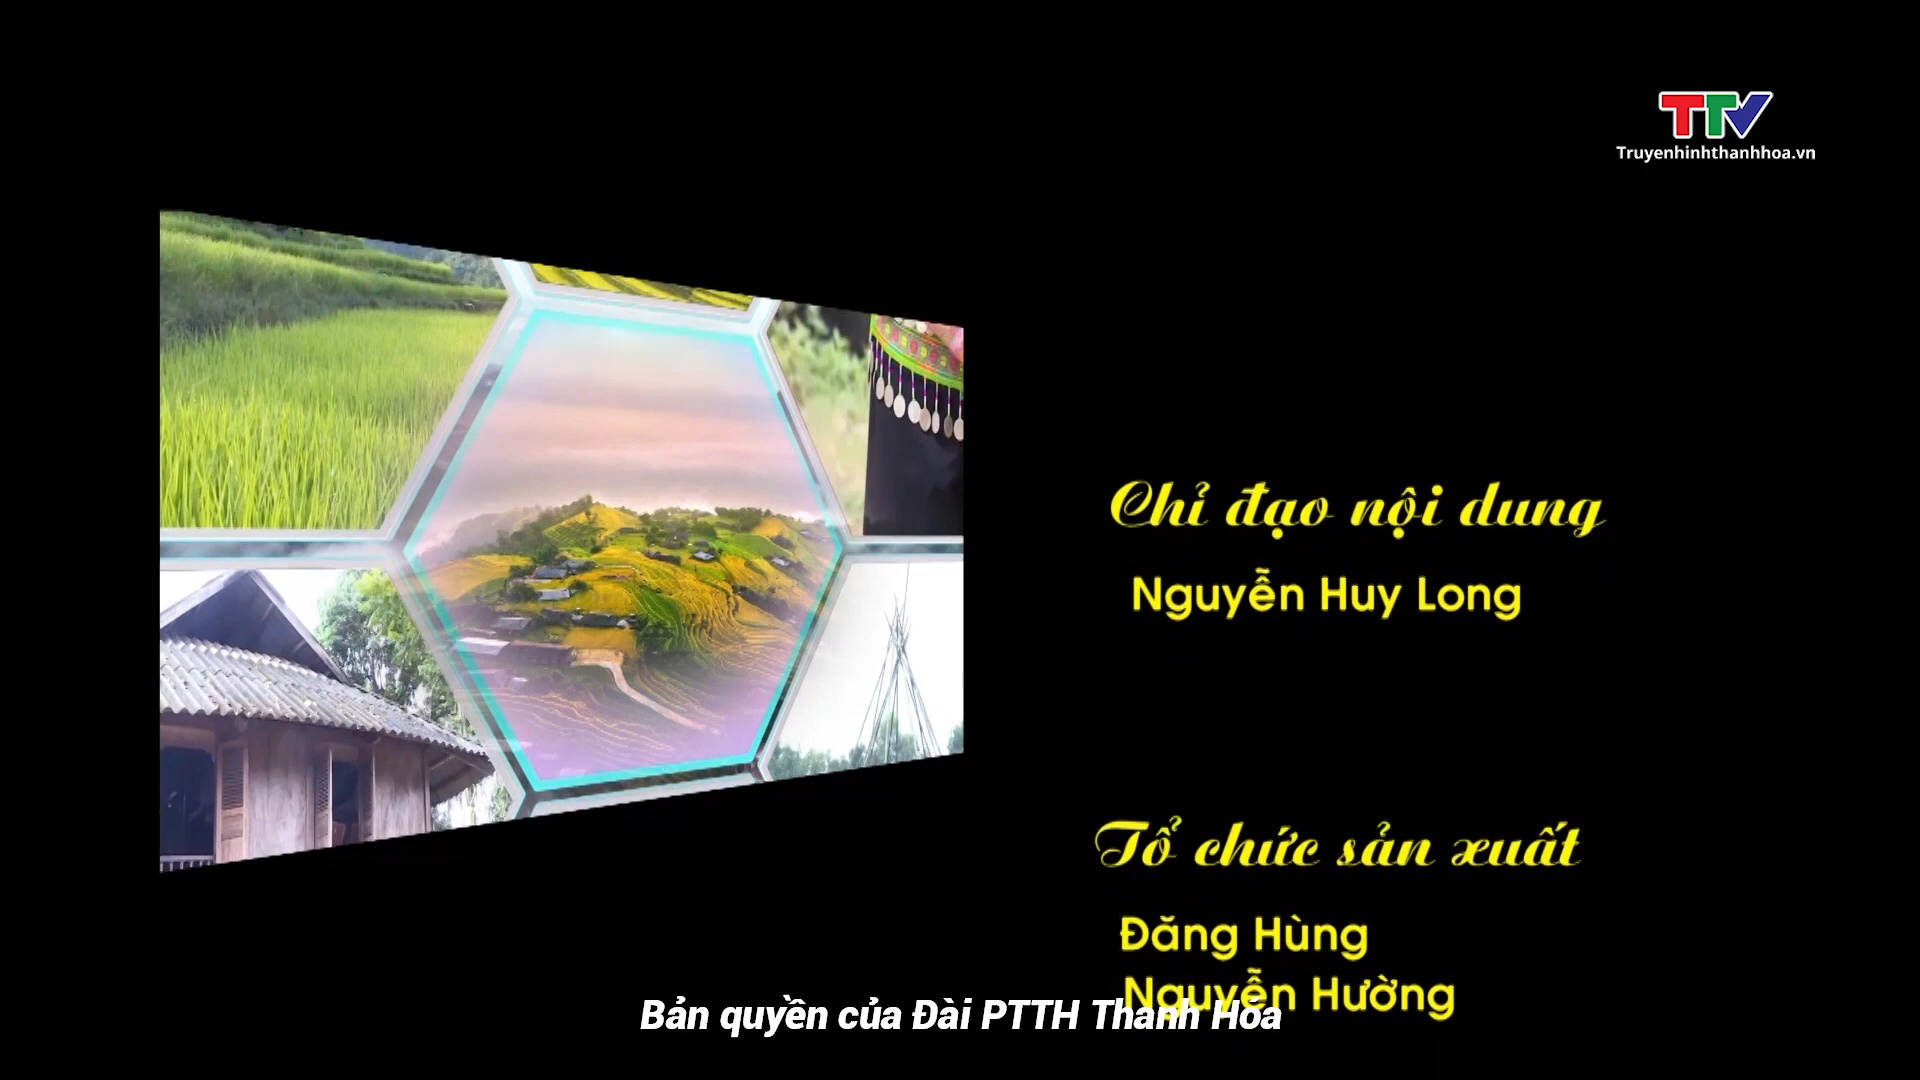 TTV
Truyenhinhthanhhoa.vn
Chỉ đạo nội dung
Nguyễn Huy Long
Tổ chức sản xuất
Đăng Hùng
Nguyễn Hường
Bản quyền của Đài PTTH Thanh Hóa